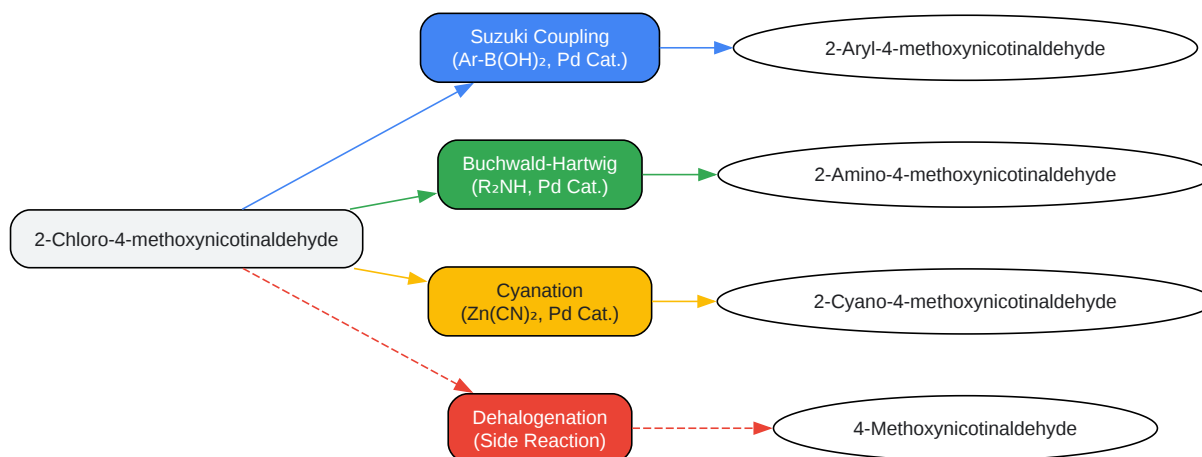 Suzuki Coupling
(Ar-B(OH)₂, Pd Cat.)
2-Aryl-4-methoxynicotinaldehyde
Buchwald-Hartwig
(R₂NH, Pd Cat.)
2-Amino-4-methoxynicotinaldehyde
2-Chloro-4-methoxynicotinaldehyde
Cyanation
(Zn(CN)₂, Pd Cat.)
2-Cyano-4-methoxynicotinaldehyde
Dehalogenation
(Side Reaction)
4-Methoxynicotinaldehyde